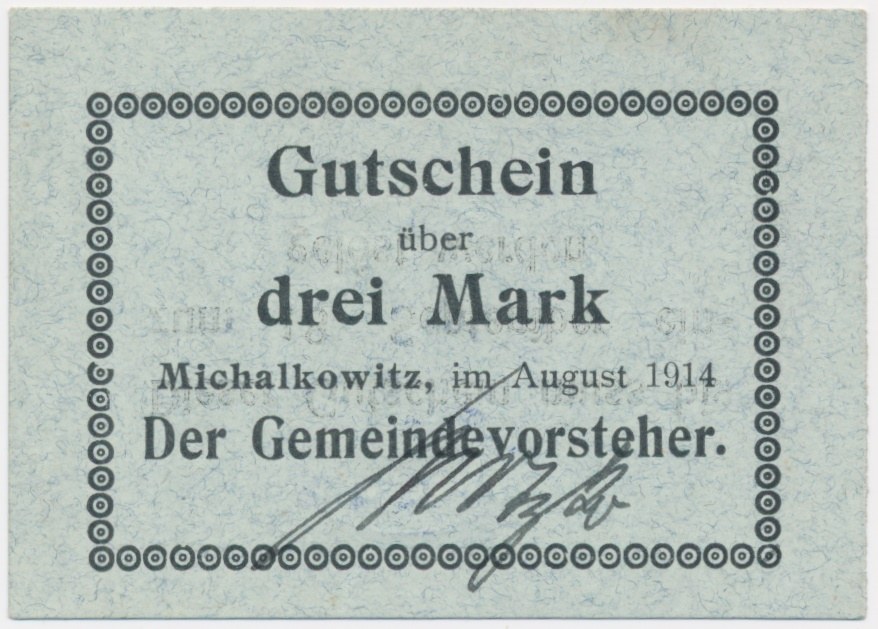 Gutschein
über
drei Mark
Michalkowitz, im August 1914
Der Gemeindevorsteher.